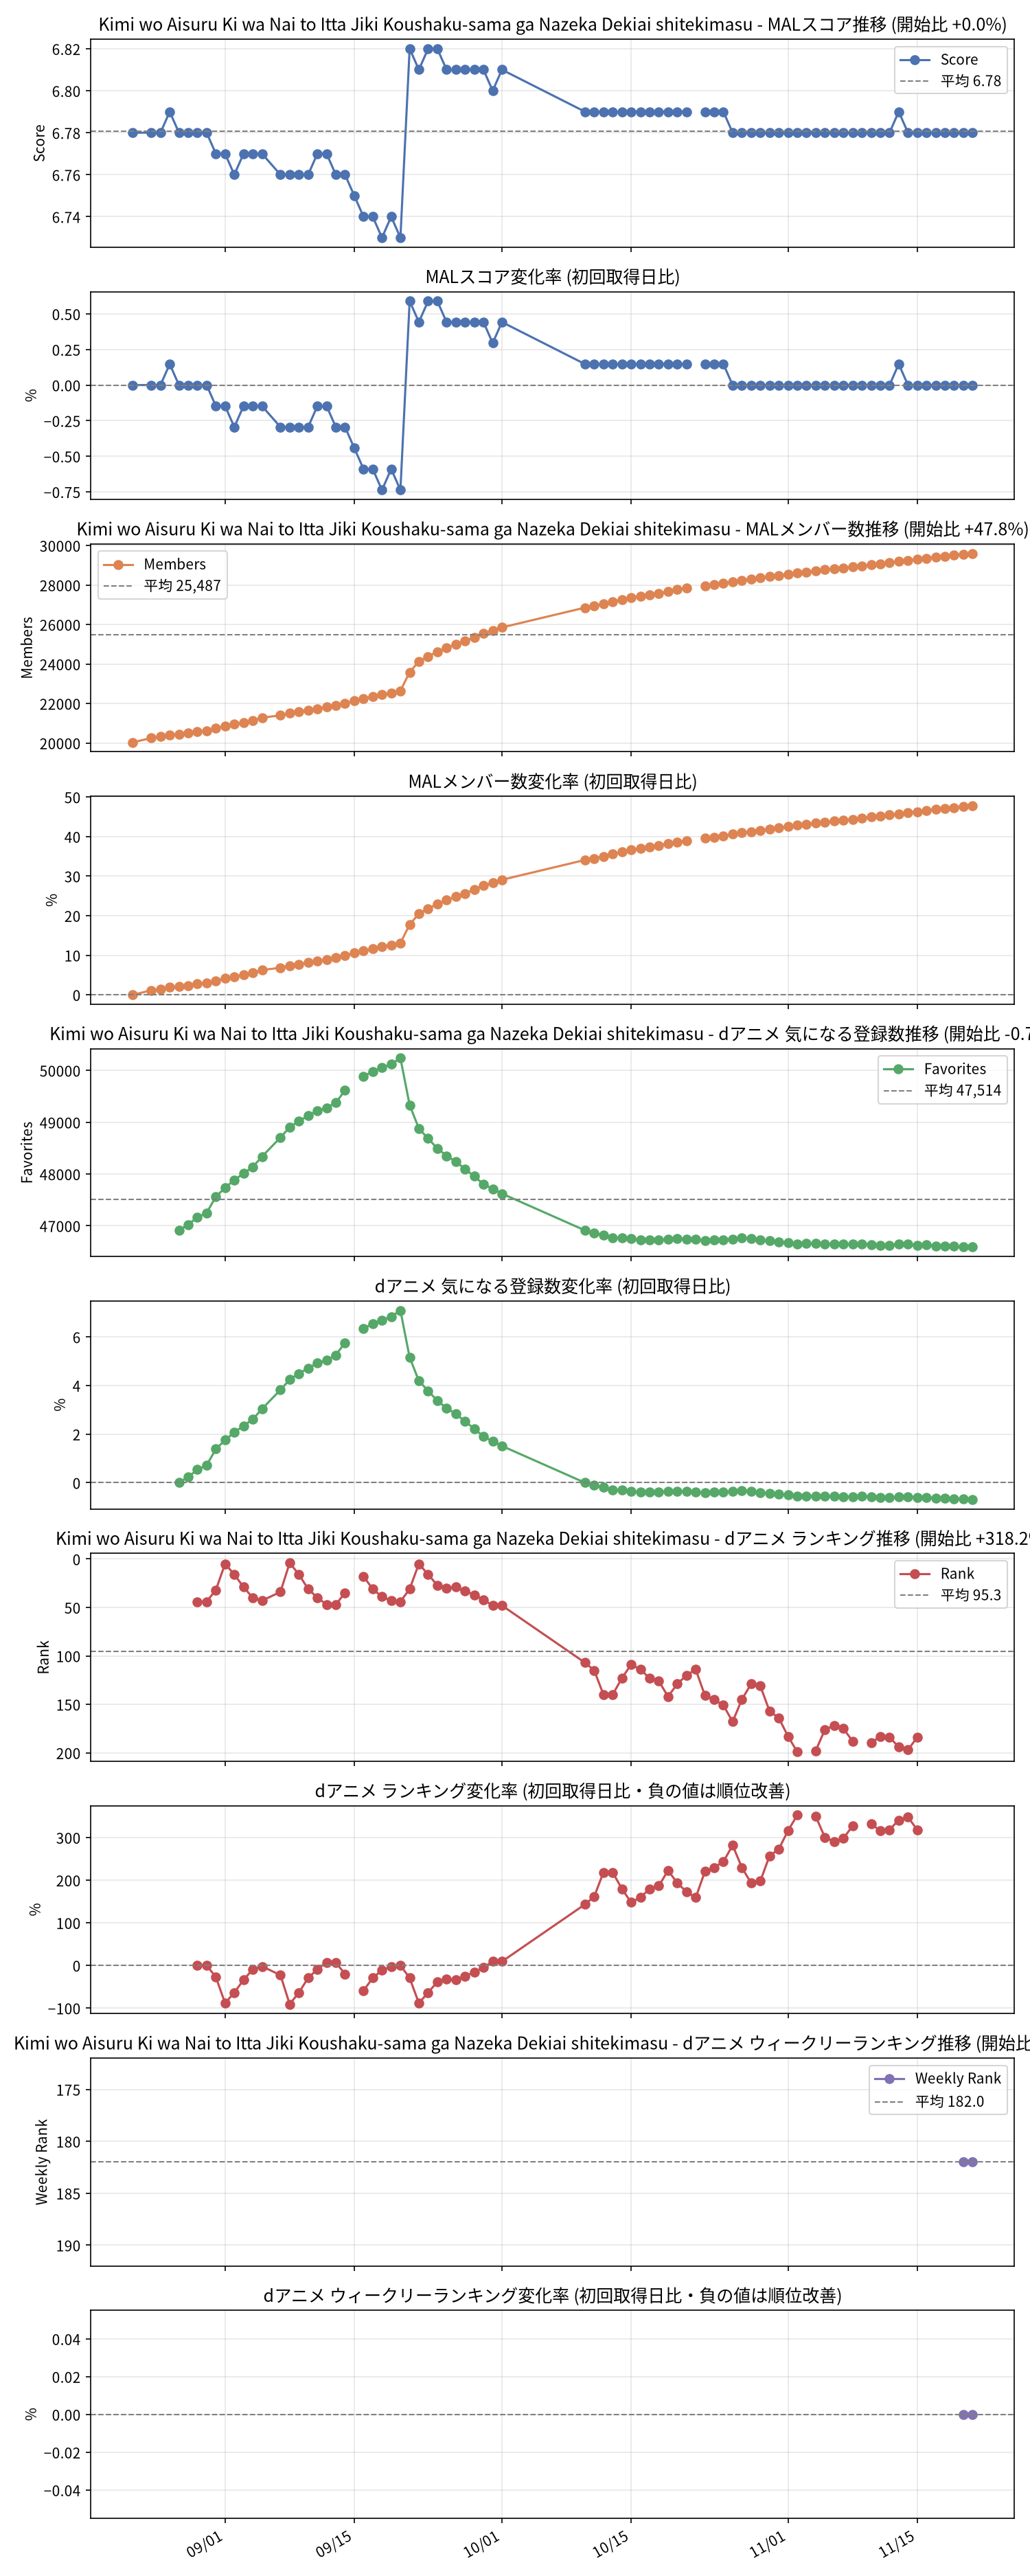 Kimi wo Aisuru Ki wa Nai to Itta Jiki Koushaku-sama ga Nazeka Dekiai shitekimasu - MALスコア推移 (開始比 +0.0%)
6.82
6.80
6.78
6.76
6.74
Score
Score
平均 6.78
MALスコア変化率 (初回取得日比)
0.50
0.25
0.00
−0.25
−0.50
−0.75
%
Kimi wo Aisuru Ki wa Nai to Itta Jiki Koushaku-sama ga Nazeka Dekiai shitekimasu - MALメンバー数推移 (開始比 +47.8%)
30000
28000
26000
24000
22000
20000
Members
Members
平均 25,487
MALメンバー数変化率 (初回取得日比)
50
40
30
20
10
0
%
Kimi wo Aisuru Ki wa Nai to Itta Jiki Koushaku-sama ga Nazeka Dekiai shitekimasu - dアニメ 気になる登録数推移 (開始比 -0.7
50000
49000
48000
47000
Favorites
Favorites
平均 47,514
dアニメ 気になる登録数変化率 (初回取得日比)
6
4
2
0
%
Kimi wo Aisuru Ki wa Nai to Itta Jiki Koushaku-sama ga Nazeka Dekiai shitekimasu - dアニメ ランキング推移 (開始比 +318.2%
0
50
100
150
200
Rank
Rank
平均 95.3
dアニメ ランキング変化率 (初回取得日比・負の値は順位改善)
300
200
100
0
−100
%
Kimi wo Aisuru Ki wa Nai to Itta Jiki Koushaku-sama ga Nazeka Dekiai shitekimasu - dアニメ ウィークリーランキング推移 (開始比
175
180
185
190
Weekly Rank
Weekly Rank
平均 182.0
dアニメ ウィークリーランキング変化率 (初回取得日比・負の値は順位改善)
0.04
0.02
0.00
−0.02
−0.04
%
09/01
09/15
10/01
10/15
11/01
11/15